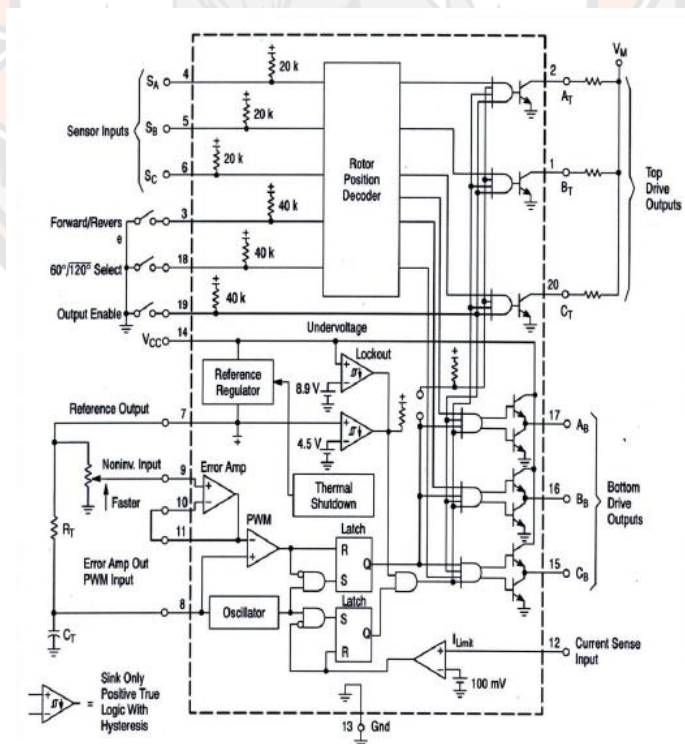 V_M
4
20 k
2
S_A
A_T
20 k
5
Sensor Inputs
S_B
1
20 k
B_T
6
S_C
Rotor
Position
Decoder
Top
Drive
Outputs
40 k
3
Forward/Revers
e
40 k
18
60°/120° Select
20
40 k
C_T
19
Output Enable
V_CC
14
Undervoltage
Lockout
Reference
Regulator
8.9 V
17
A_B
Reference Output
7
4.5 V
Noninv. Input
9
Error Amp
Thermal
Shutdown
16
B_B
Bottom
Drive
Outputs
Faster
10
PWM
11
Latch
R
Q
S
R_T
Error Amp Out
PWM Input
15
C_B
8
Oscillator
Latch
S
Q
R
C_T
I_Limit
12
Current Sense
Input
100 mV
= Sink Only
Positive True
Logic With
Hysteresis
13
Gnd